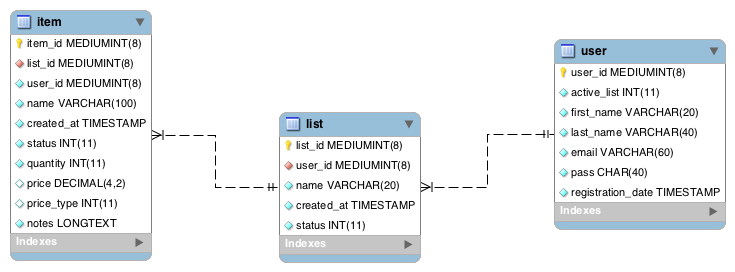 item
item_id MEDIUMINT(8)
list_id MEDIUMINT(8)
user_id MEDIUMINT(8)
name VARCHAR(100)
created_at TIMESTAMP
status INT(11)
quantity INT(11)
price DECIMAL(4,2)
price_type INT(11)
notes LONGTEXT
Indexes
list
list_id MEDIUMINT(8)
user_id MEDIUMINT(8)
name VARCHAR(20)
created_at TIMESTAMP
status INT(11)
Indexes
user
user_id MEDIUMINT(8)
active_list INT(11)
first_name VARCHAR(20)
last_name VARCHAR(40)
email VARCHAR(60)
pass CHAR(40)
registration_date TIMESTAMP
Indexes